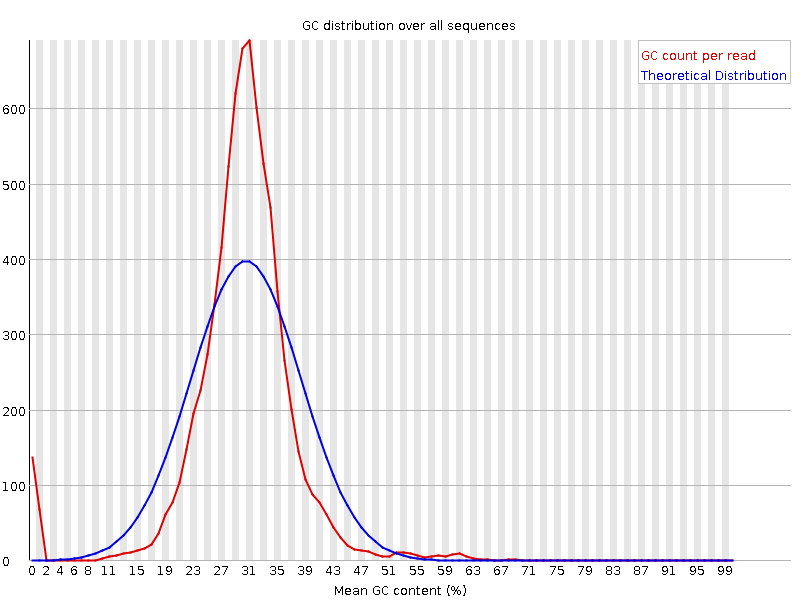 GC distribution over all sequences
GC count per read
Theoretical Distribution
600
500
400
300
200
100
0
0 2 4 6 8 11 15 19 23 27 31 35 39 43 47 51 55 59 63 67 71 75 79 83 87 91 95 99
Mean GC content (%)